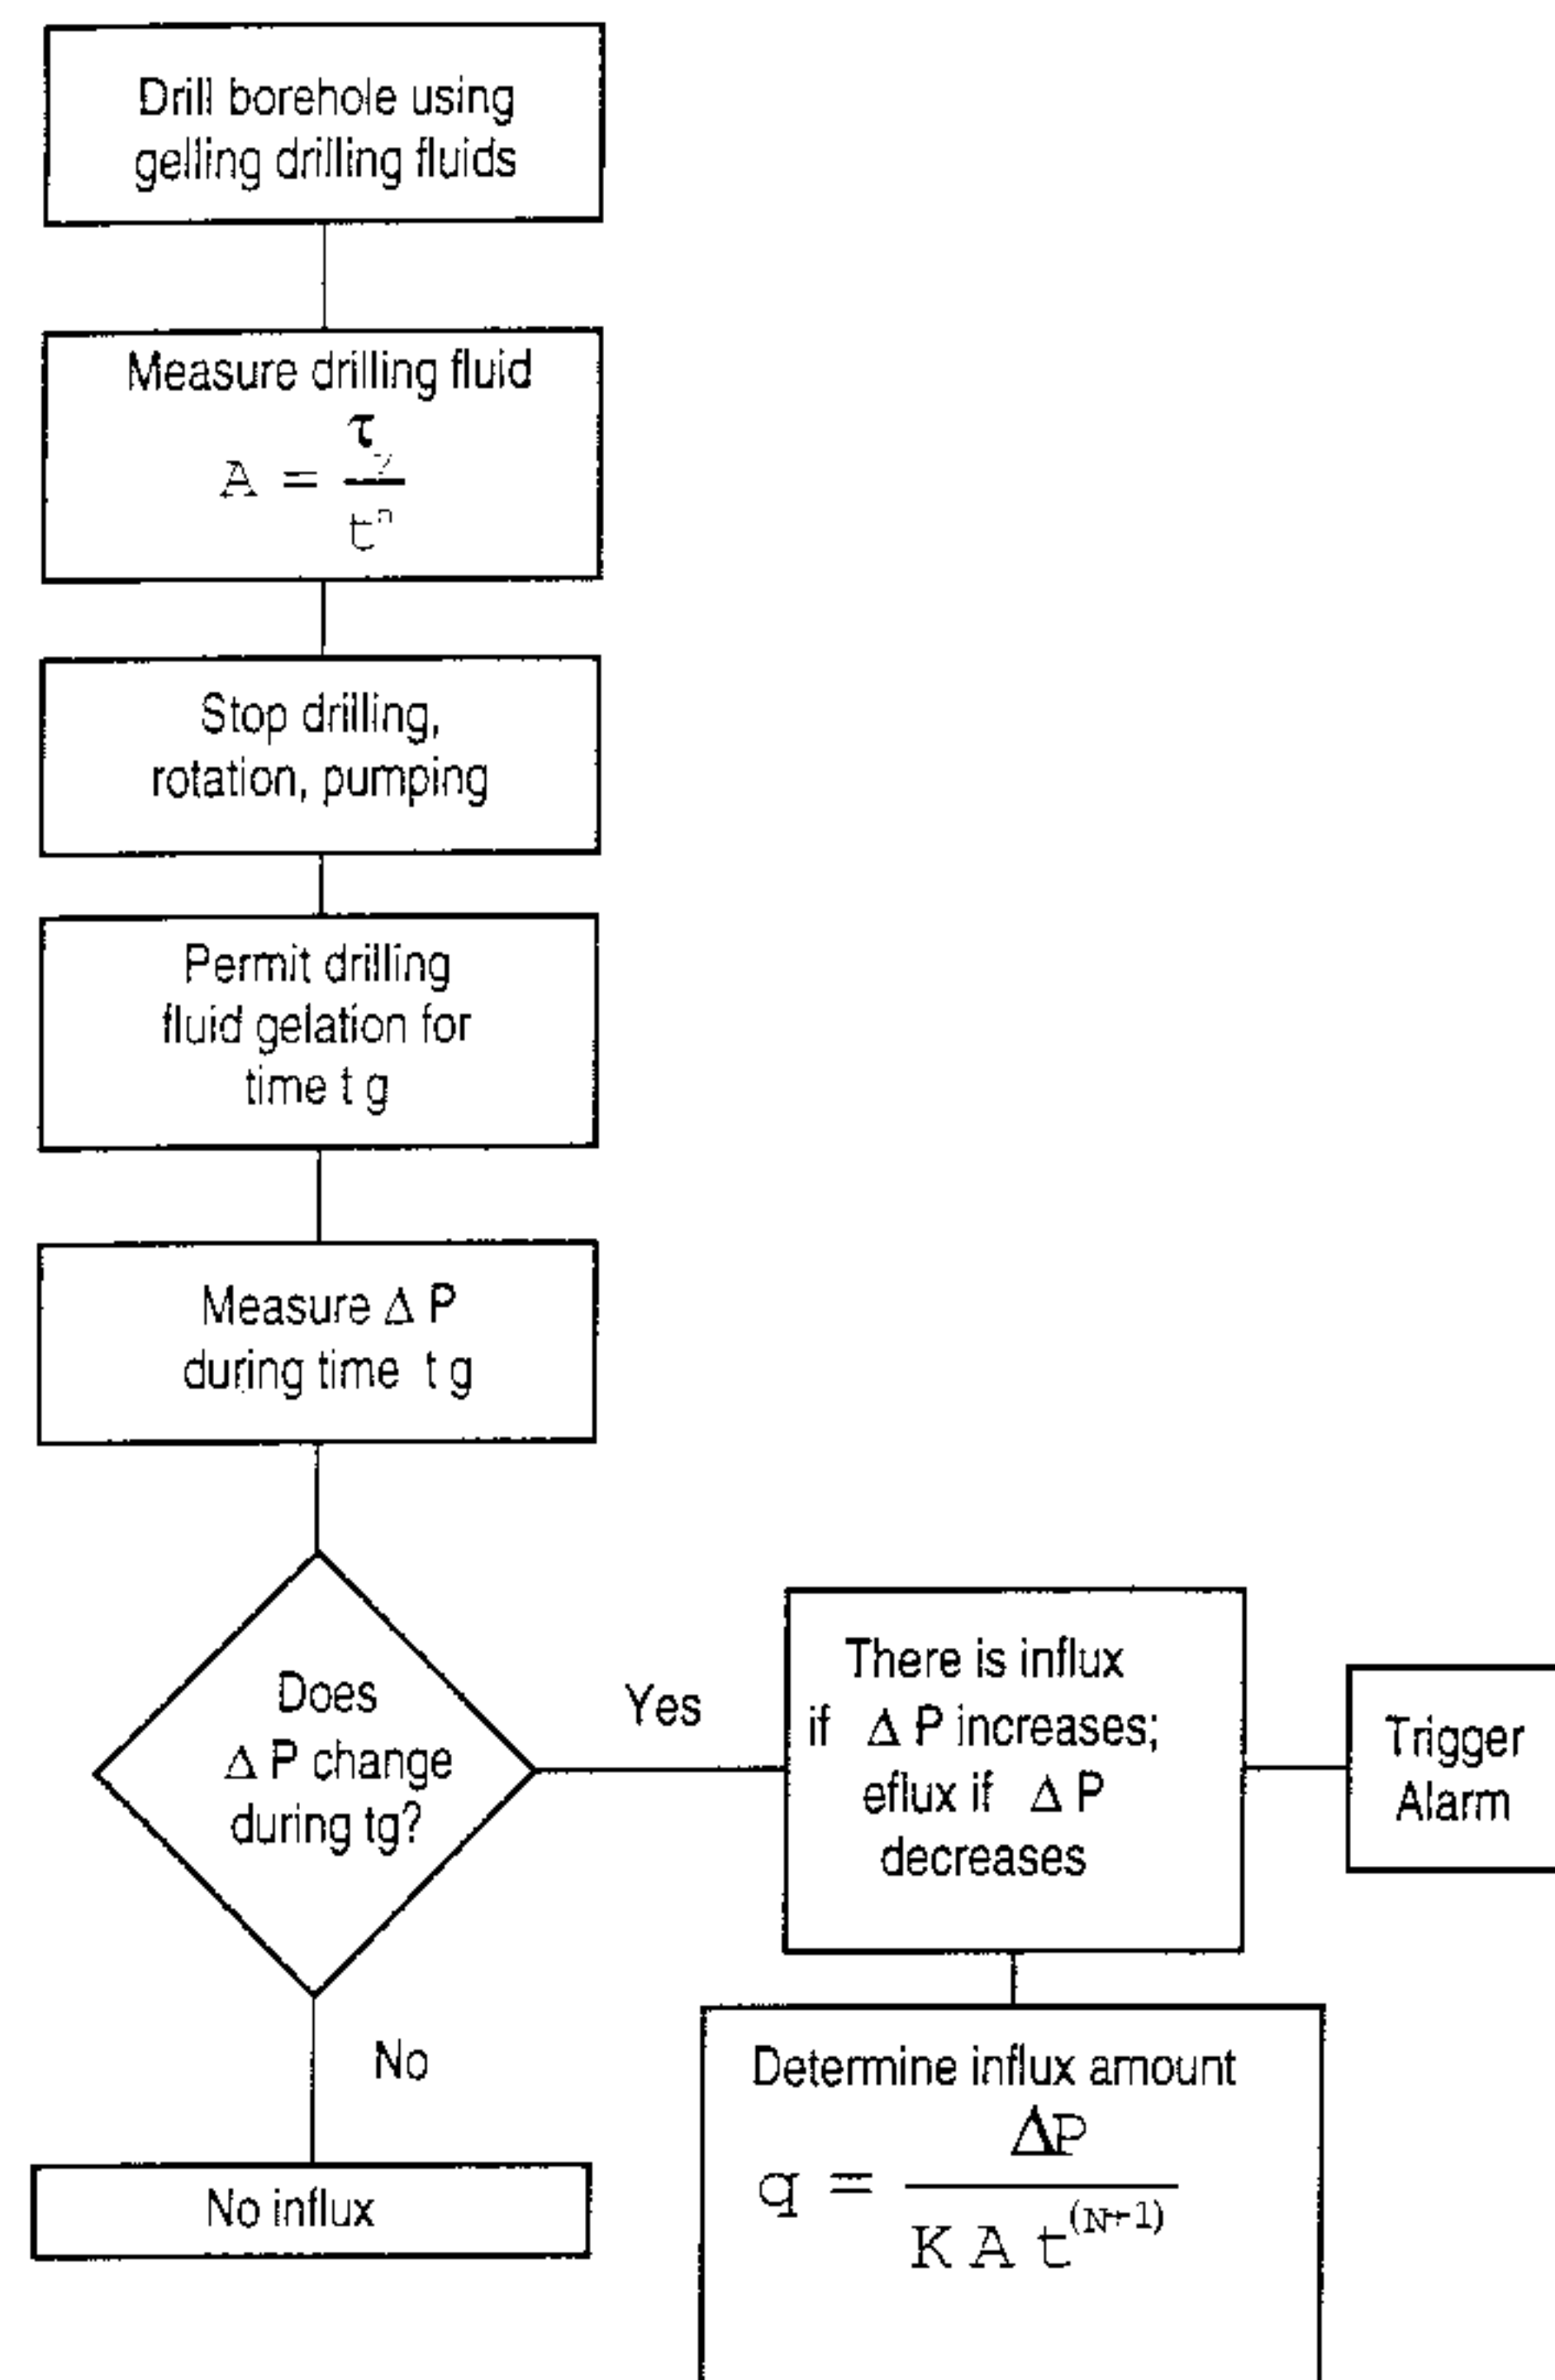 Drill borehole using
gelling drilling fluids
Measure drilling fluid
A = τy / t^n
Stop drilling,
rotation, pumping
Permit drilling
fluid gelation for
time t g
Measure Δ P
during time t g
Does
Δ P change
during tg?
Yes
No
No influx
There is influx
if Δ P increases;
eflux if Δ P
decreases
Trigger
Alarm
Determine influx amount
q = ΔP / K A t^(N+1)